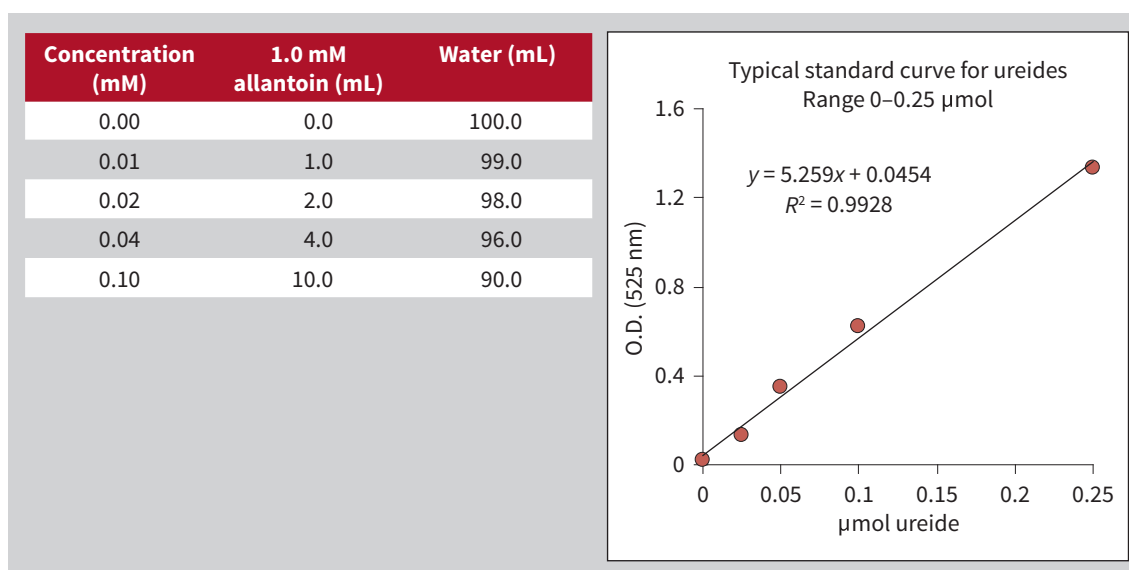 Concentration (mM) 1.0 mM allantoin (mL) Water (mL)
0.00 0.0 100.0
0.01 1.0 99.0
0.02 2.0 98.0
0.04 4.0 96.0
0.10 10.0 90.0
Typical standard curve for ureides
Range 0–0.25 µmol
y = 5.259x + 0.0454
R² = 0.9928
O.D. (525 nm)
1.6
1.2
0.8
0.4
0
0 0.05 0.1 0.15 0.2 0.25
µmol ureide